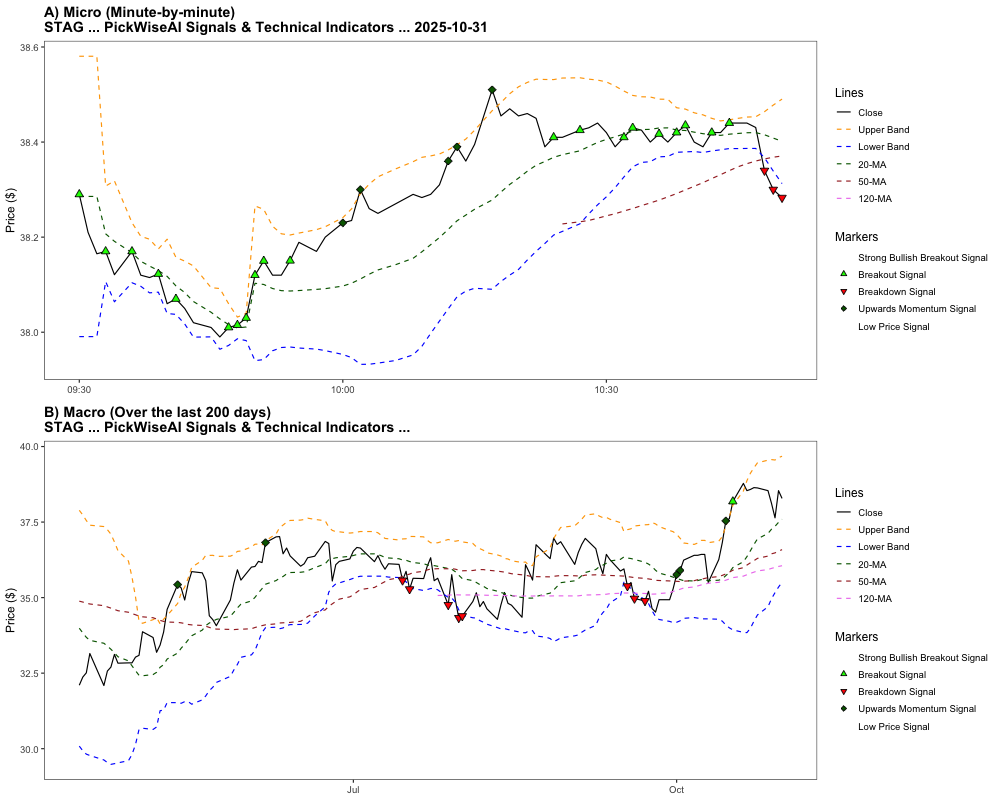 A) Micro (Minute-by-minute)
STAG ... PickWiseAI Signals & Technical Indicators ... 2025-10-31
Price ($)
38.6
38.4
38.2
38.0
09:30
10:00
10:30
Lines
Close
Upper Band
Lower Band
20-MA
50-MA
120-MA
Markers
Strong Bullish Breakout Signal
Breakout Signal
Breakdown Signal
Upwards Momentum Signal
Low Price Signal
B) Macro (Over the last 200 days)
STAG ... PickWiseAI Signals & Technical Indicators ...
Price ($)
40.0
37.5
35.0
32.5
30.0
Jul
Oct
Lines
Close
Upper Band
Lower Band
20-MA
50-MA
120-MA
Markers
Strong Bullish Breakout Signal
Breakout Signal
Breakdown Signal
Upwards Momentum Signal
Low Price Signal